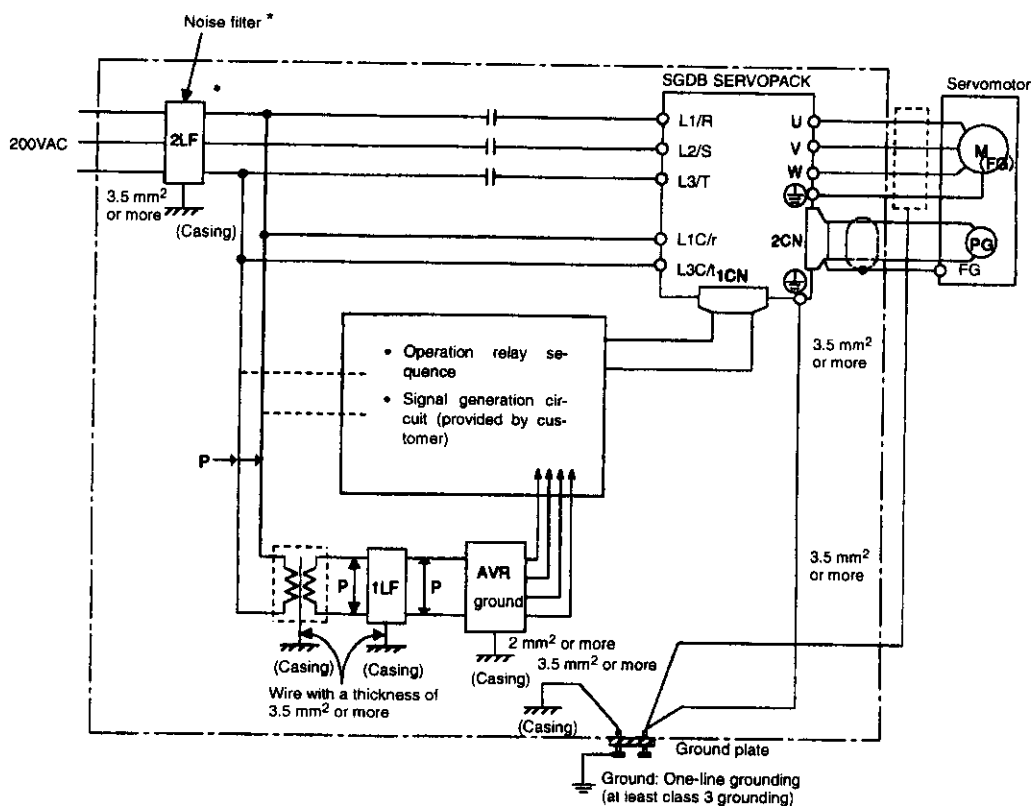 Noise filter *
*
SGDB SERVOPACK
Servomotor
200VAC
2LF
L1/R
L2/S
L3/T
U
V
W
M
(FG)
3.5 mm² or more
(Casing)
L1C/r
L3C/t
2CN
PG
FG
1CN
• Operation relay se-
quence
• Signal generation cir-
cuit (provided by cus-
tomer)
3.5 mm²
or more
P
3.5 mm²
or more
P
1LF
P
AVR
ground
(Casing)
(Casing)
(Casing)
2 mm² or more
3.5 mm² or more
Wire with a thickness of
3.5 mm² or more
(Casing)
Ground plate
Ground: One-line grounding
(at least class 3 grounding)